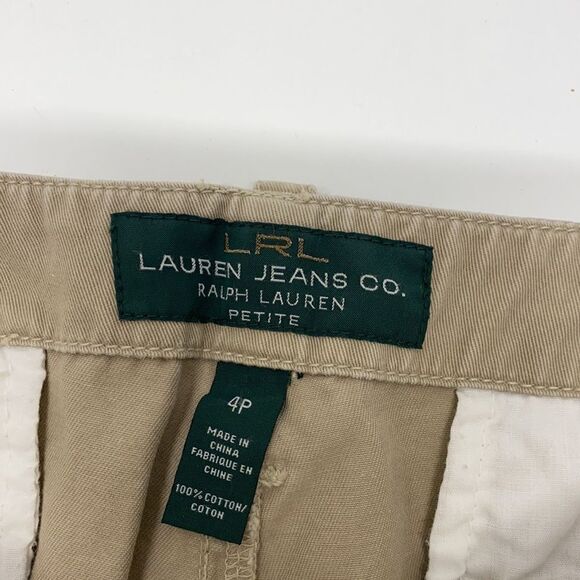 LRL
LAUREN JEANS CO.
RALPH LAUREN
PETITE
4P
MADE IN
CHINA
FABRIQUE EN
CHINE
100% COTTON/
COTON